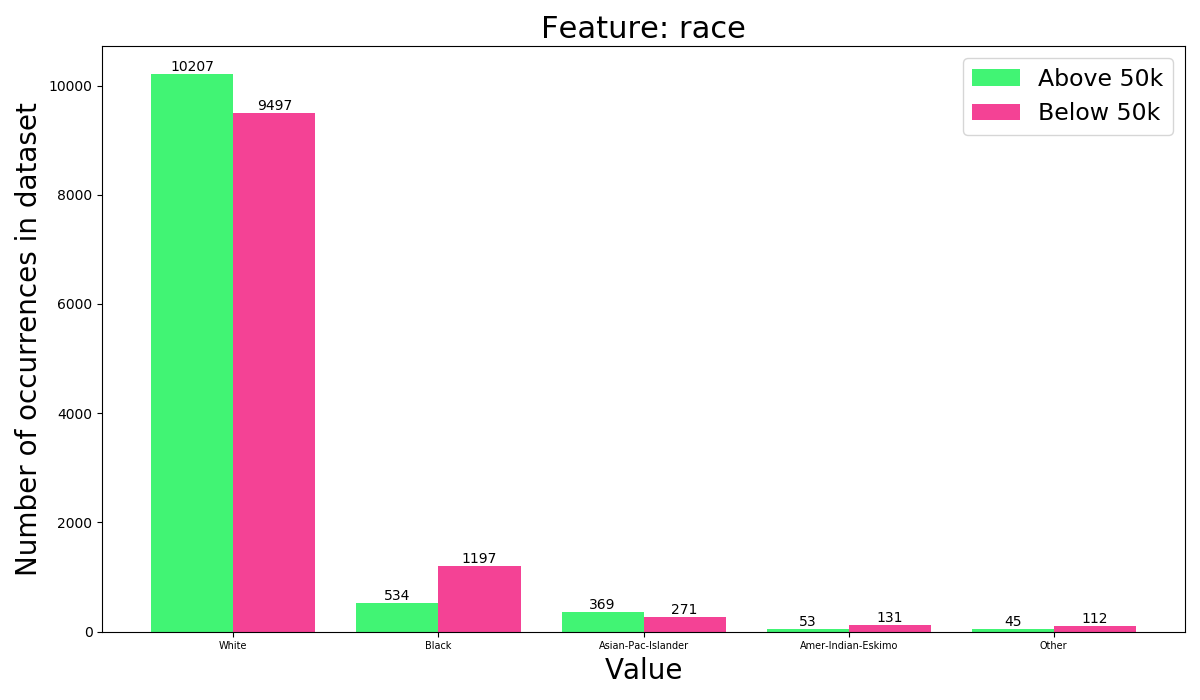 Feature: race
Above 50k
Below 50k
Number of occurrences in dataset
10000
8000
6000
4000
2000
0
10207
9497
534
1197
369
271
53
131
45
112
White
Black
Asian-Pac-Islander
Amer-Indian-Eskimo
Other
Value